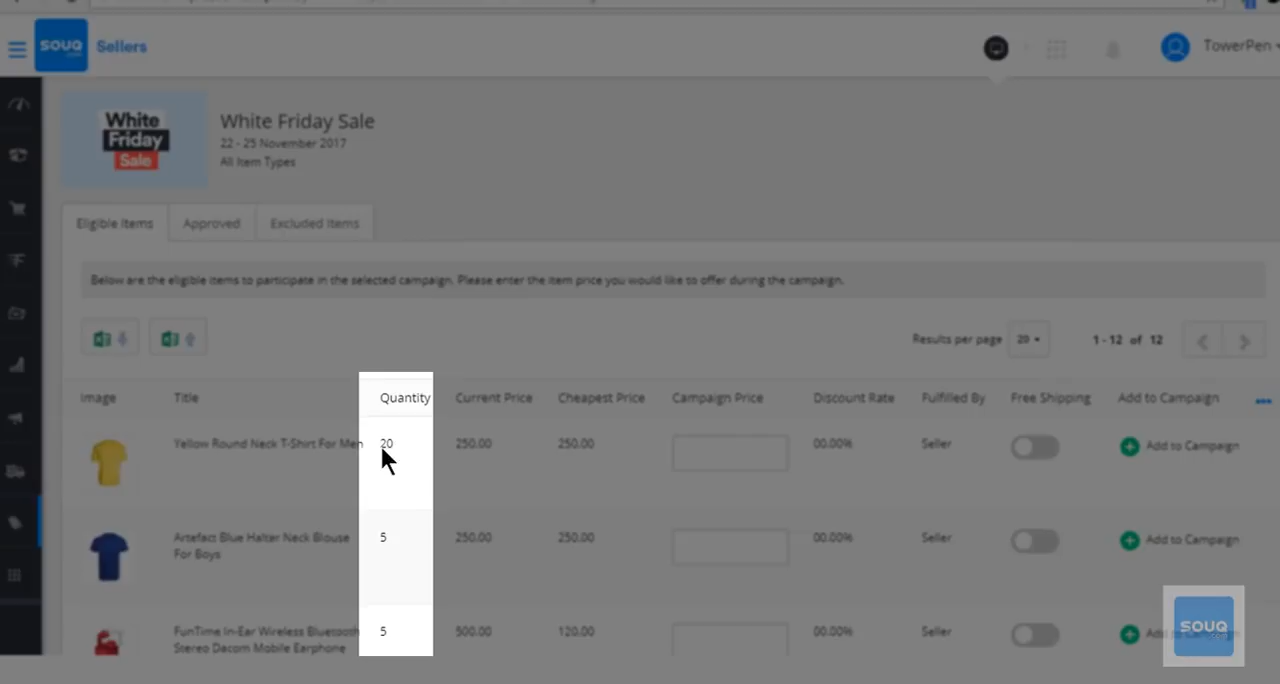 souq
.com
Sellers
TowerPen
White
Friday
Sale
White Friday Sale
22 - 25 November 2017
All Item Types
Eligible Items
Approved
Excluded Items
Below are the eligible items to participate in the selected campaign. Please enter the item price you would like to offer during the campaign.
Results per page
20
1 - 12 of 12
Image
Title
Quantity
Current Price
Cheapest Price
Campaign Price
Discount Rate
Fulfilled By
Free Shipping
Add to Campaign
Yellow Round Neck T-Shirt For Men
20
250.00
250.00
00.00%
Seller
Add to Campaign
Artefact Blue Halter Neck Blouse
For Boys
5
250.00
250.00
00.00%
Seller
Add to Campaign
FunTime In-Ear Wireless Bluetooth
Stereo Dacom Mobile Earphone
5
500.00
120.00
00.00%
Seller
souq
.com